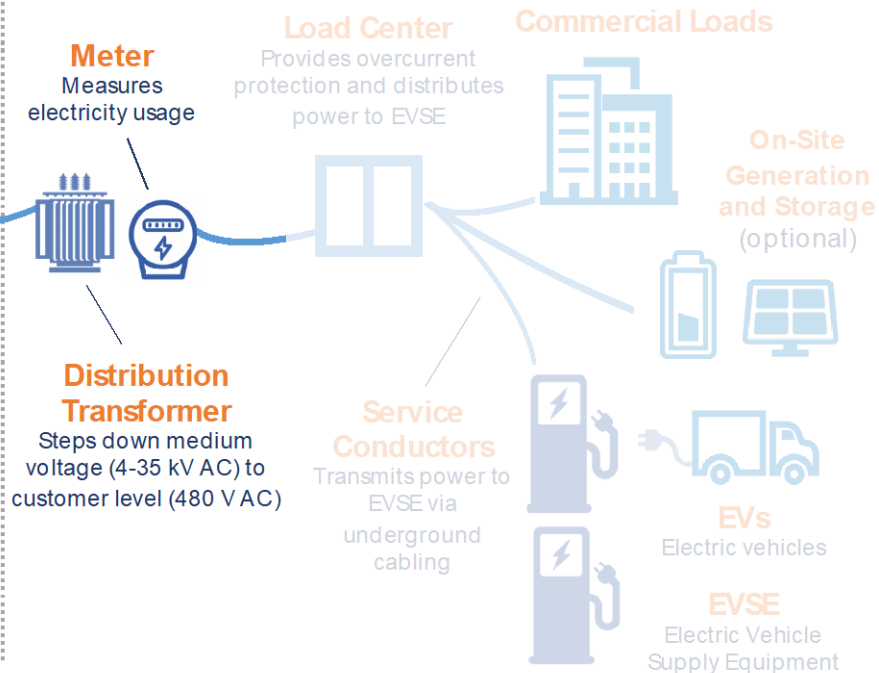 Meter
Measures
electricity usage
Load Center
Provides overcurrent
protection and distributes
power to EVSE
Commercial Loads
On-Site
Generation
and Storage
(optional)
Distribution
Transformer
Steps down medium
voltage (4-35 kV AC) to
customer level (480 V AC)
Service
Conductors
Transmits power to
EVSE via
underground
cabling
EVs
Electric vehicles
EVSE
Electric Vehicle
Supply Equipment